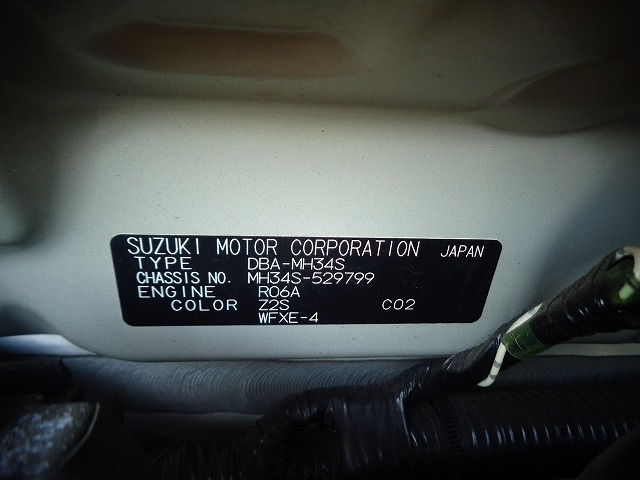 SUZUKI MOTOR CORPORATION JAPAN
TYPE DBA-MH34S
CHASSIS NO. MH34S-529799
ENGINE R06A
COLOR Z2S C02
WFXE-4